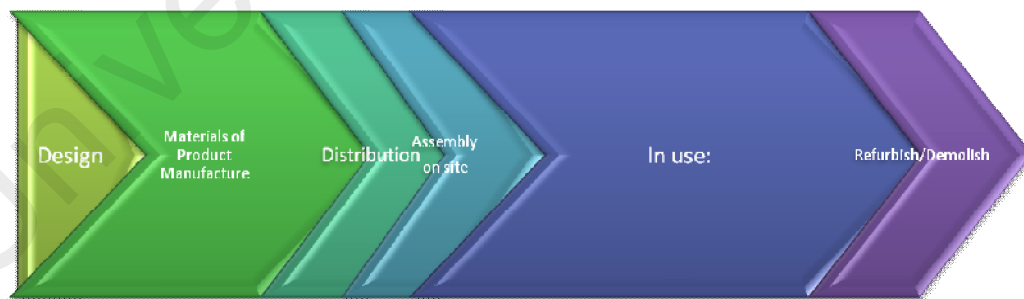 Design
Materials of
Product
Manufacture
Distribution
Assembly
on site
In use:
Refurbish/Demolish